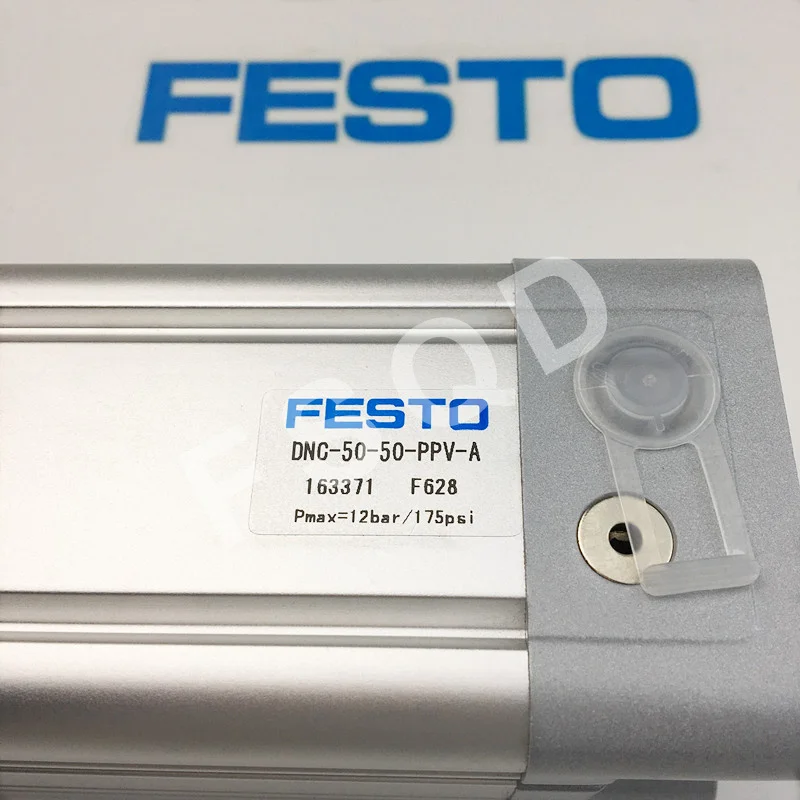 FESTO
FESTO
DNC-50-50-PPV-A
163371 F628
Pmax=12bar/175psi